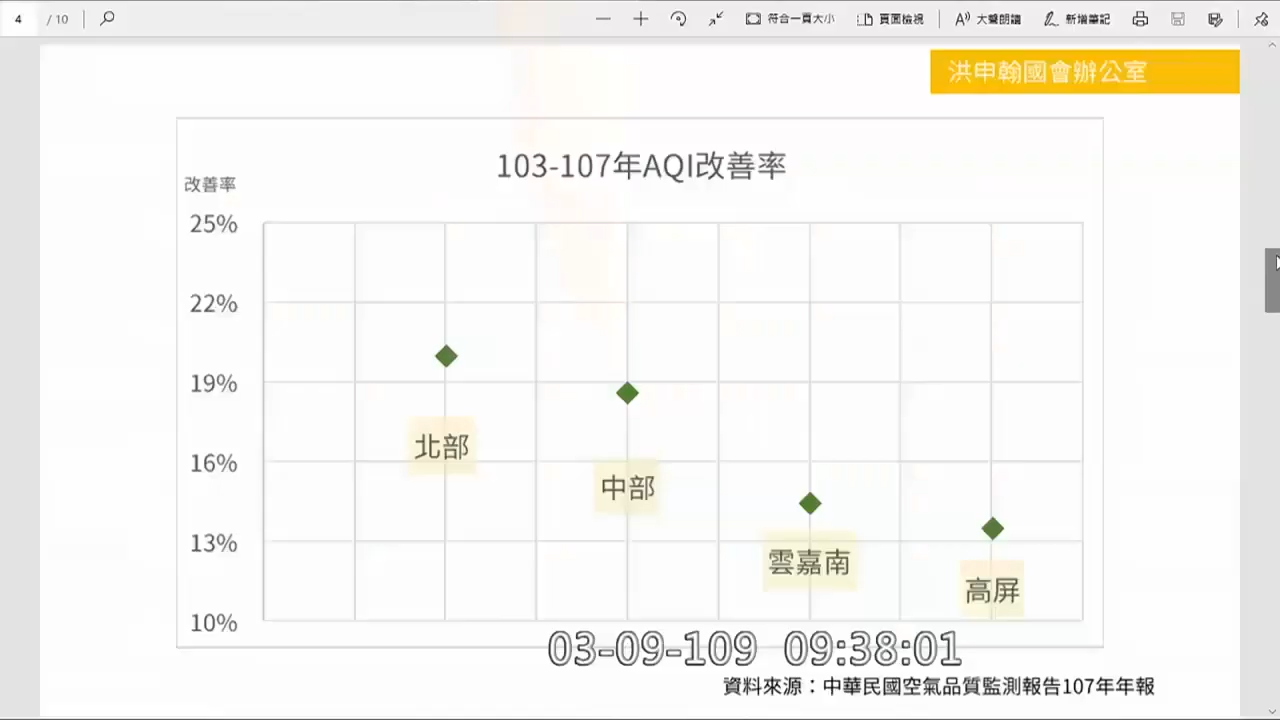 4 / 10 符合一頁大小 頁面檢視 大聲朗讀 新增筆記
洪申翰國會辦公室
103-107年AQI改善率
改善率
25%
22%
19%
16%
13%
10%
北部
中部
雲嘉南
高屏
03-09-109 09:38:01
資料來源：中華民國空氣品質監測報告107年年報